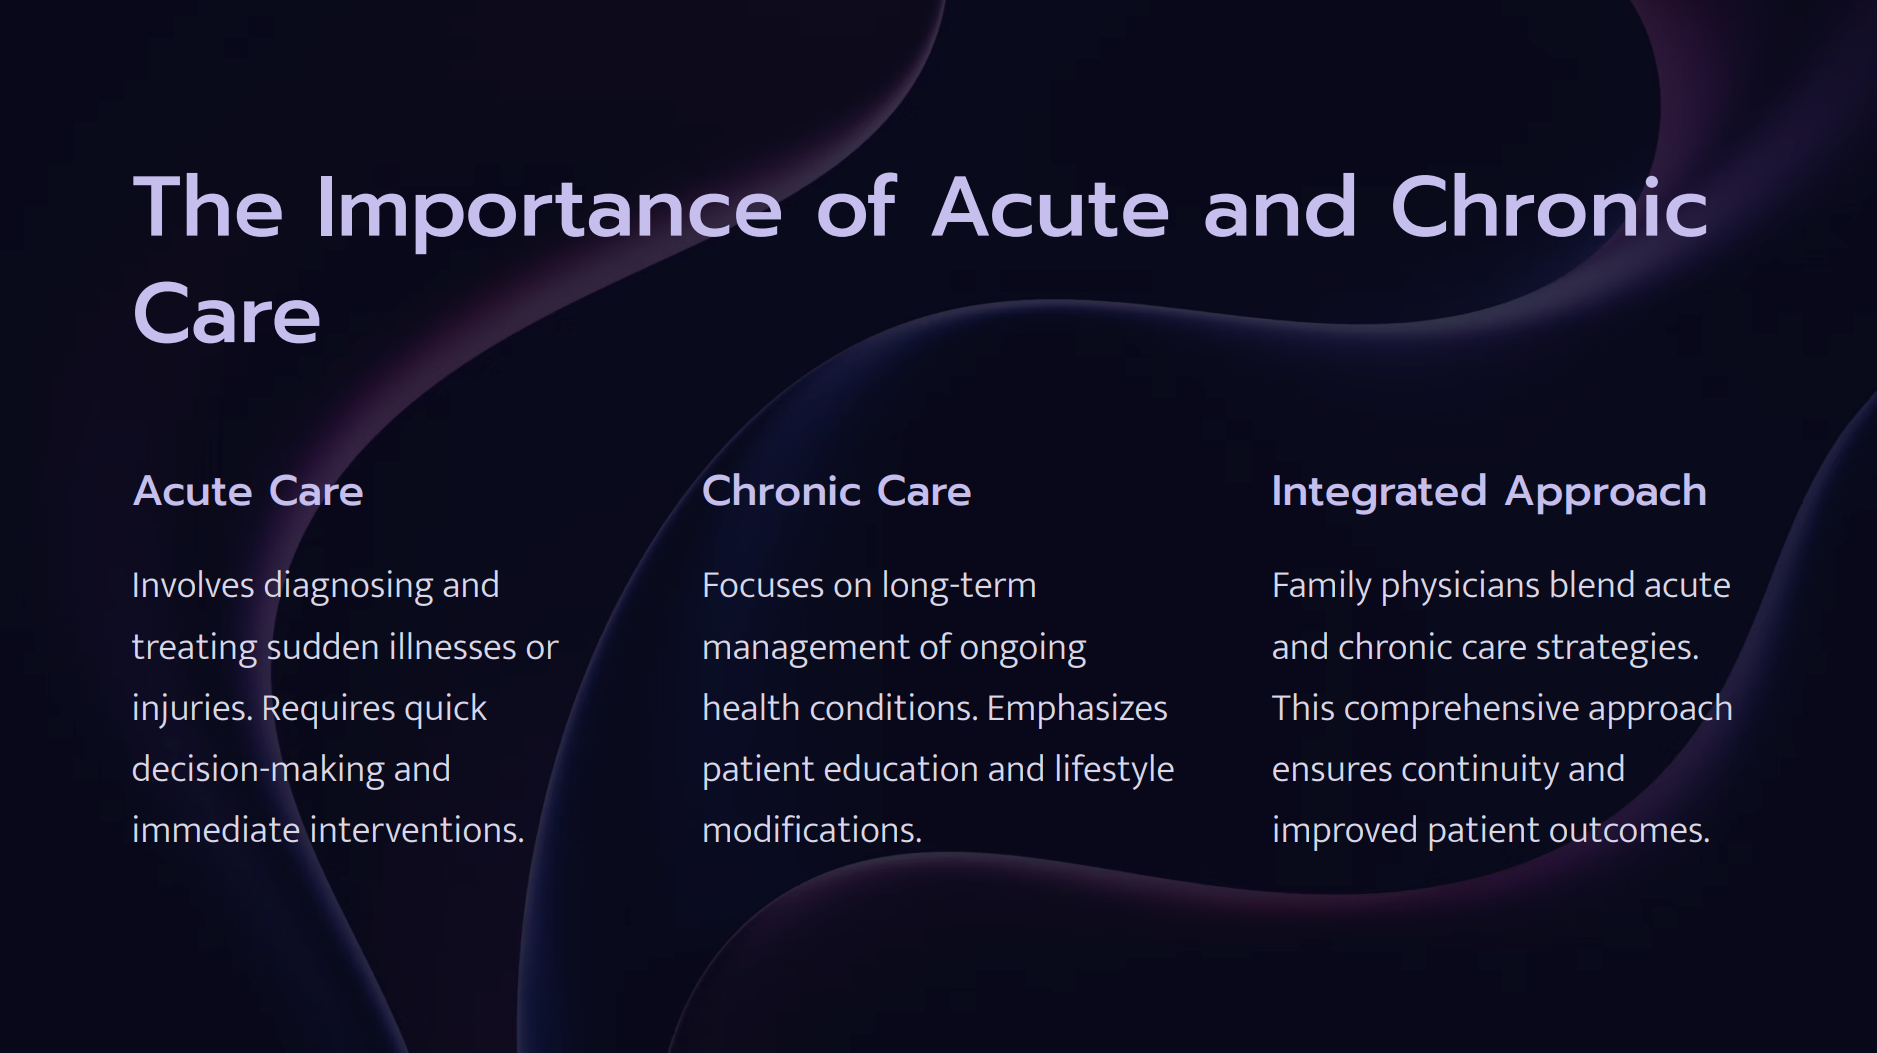 The Importance of Acute and Chronic
Care
Acute Care
Involves diagnosing and
treating sudden illnesses or
injuries. Requires quick
decision-making and
immediate interventions.
Chronic Care
Focuses on long-term
management of ongoing
health conditions. Emphasizes
patient education and lifestyle
modifications.
Integrated Approach
Family physicians blend acute
and chronic care strategies.
This comprehensive approach
ensures continuity and
improved patient outcomes.